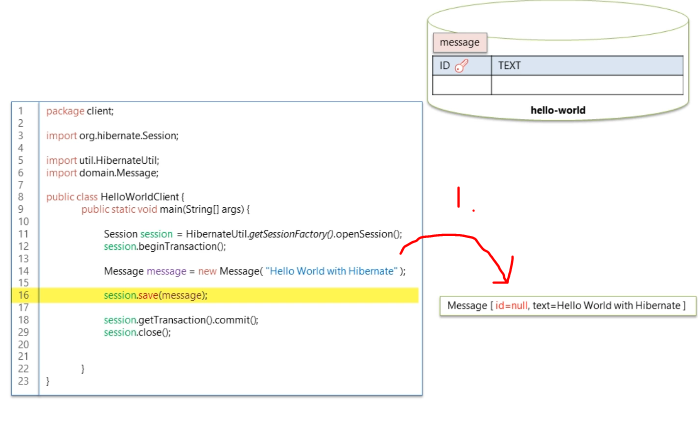 message
ID TEXT
hello-world
1 package client;
2
3 import org.hibernate.Session;
4
5 import util.HibernateUtil;
6 import domain.Message;
7
8 public class HelloWorldClient {
9 public static void main(String[] args) {
10
11 Session session = HibernateUtil.getSessionFactory().openSession();
12 session.beginTransaction();
13
14 Message message = new Message( "Hello World with Hibernate" );
15
16 session.save(message);
17
18 session.getTransaction().commit();
29 session.close();
20
21
22 }
23 }
1.
Message [ id=null, text=Hello World with Hibernate ]